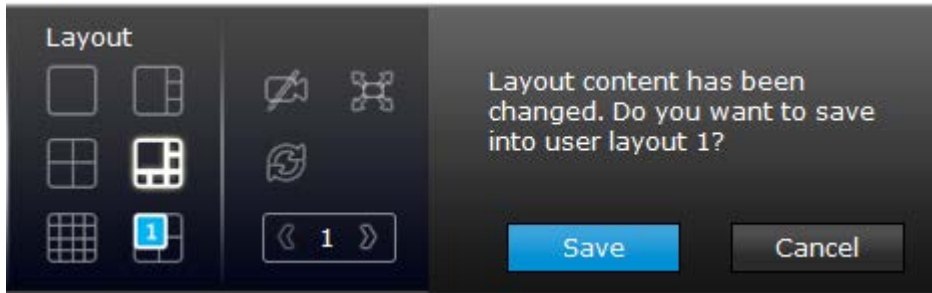 Layout
1
1
Layout content has been
changed. Do you want to save
into user layout 1?
Save
Cancel